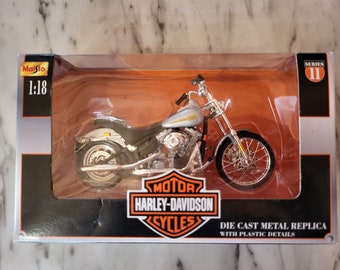 Maisto
1:18
SERIES
11
MOTOR
HARLEY-DAVIDSON
CYCLES
DIE CAST METAL REPLICA
WITH PLASTIC DETAILS